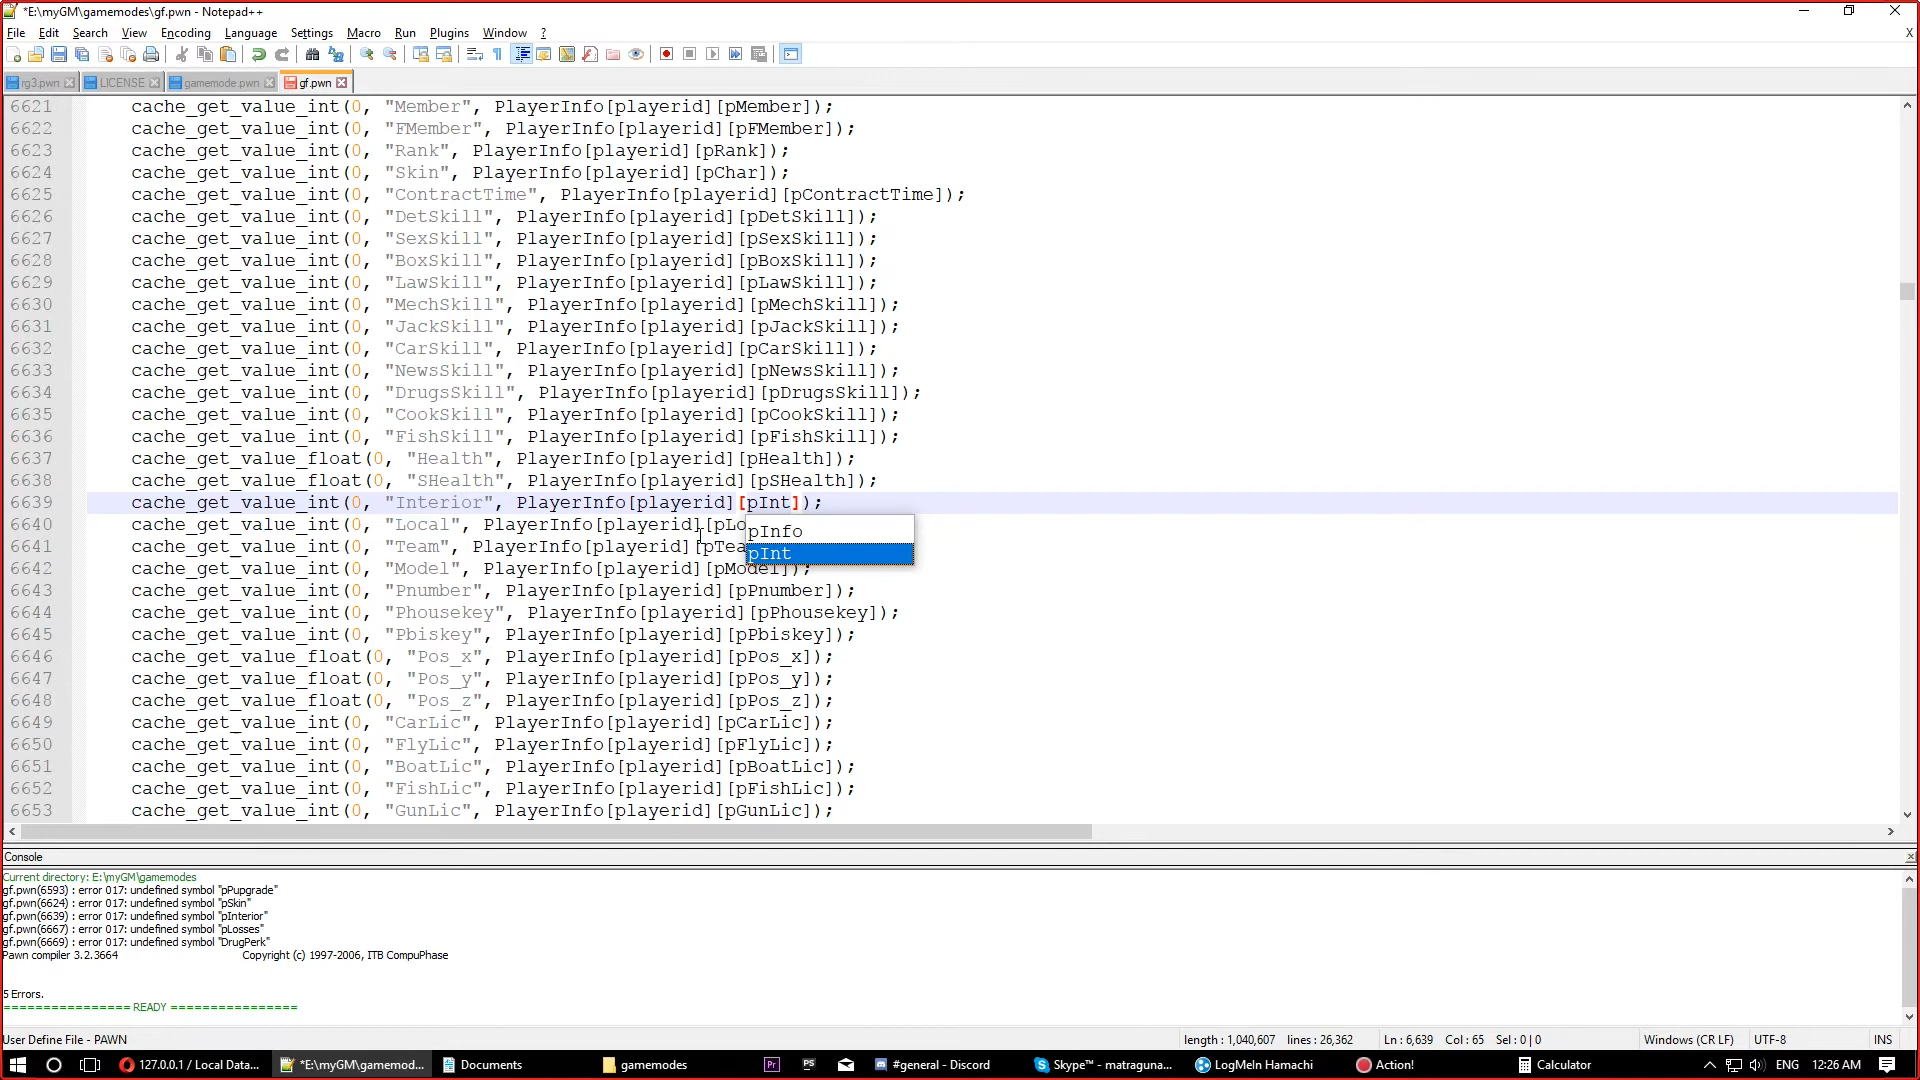 *E:\myGM\gamemodes\gf.pwn - Notepad++
File Edit Search View Encoding Language Settings Macro Run Plugins Window ? X
rg3.pwn LICENSE gamemode.pwn gf.pwn
6621 cache_get_value_int(0, "Member", PlayerInfo[playerid][pMember]);
6622 cache_get_value_int(0, "FMember", PlayerInfo[playerid][pFMember]);
6623 cache_get_value_int(0, "Rank", PlayerInfo[playerid][pRank]);
6624 cache_get_value_int(0, "Skin", PlayerInfo[playerid][pChar]);
6625 cache_get_value_int(0, "ContractTime", PlayerInfo[playerid][pContractTime]);
6626 cache_get_value_int(0, "DetSkill", PlayerInfo[playerid][pDetSkill]);
6627 cache_get_value_int(0, "SexSkill", PlayerInfo[playerid][pSexSkill]);
6628 cache_get_value_int(0, "BoxSkill", PlayerInfo[playerid][pBoxSkill]);
6629 cache_get_value_int(0, "LawSkill", PlayerInfo[playerid][pLawSkill]);
6630 cache_get_value_int(0, "MechSkill", PlayerInfo[playerid][pMechSkill]);
6631 cache_get_value_int(0, "JackSkill", PlayerInfo[playerid][pJackSkill]);
6632 cache_get_value_int(0, "CarSkill", PlayerInfo[playerid][pCarSkill]);
6633 cache_get_value_int(0, "NewsSkill", PlayerInfo[playerid][pNewsSkill]);
6634 cache_get_value_int(0, "DrugsSkill", PlayerInfo[playerid][pDrugsSkill]);
6635 cache_get_value_int(0, "CookSkill", PlayerInfo[playerid][pCookSkill]);
6636 cache_get_value_int(0, "FishSkill", PlayerInfo[playerid][pFishSkill]);
6637 cache_get_value_float(0, "Health", PlayerInfo[playerid][pHealth]);
6638 cache_get_value_float(0, "SHealth", PlayerInfo[playerid][pSHealth]);
6639 cache_get_value_int(0, "Interior", PlayerInfo[playerid][pInt]);
6640 cache_get_value_int(0, "Local", PlayerInfo[playerid][pLo
pInfo
6641 cache_get_value_int(0, "Team", PlayerInfo[playerid][pTea
pInt
6642 cache_get_value_int(0, "Model", PlayerInfo[playerid][pModel]);
6643 cache_get_value_int(0, "Pnumber", PlayerInfo[playerid][pPnumber]);
6644 cache_get_value_int(0, "Phousekey", PlayerInfo[playerid][pPhousekey]);
6645 cache_get_value_int(0, "Pbiskey", PlayerInfo[playerid][pPbiskey]);
6646 cache_get_value_float(0, "Pos_x", PlayerInfo[playerid][pPos_x]);
6647 cache_get_value_float(0, "Pos_y", PlayerInfo[playerid][pPos_y]);
6648 cache_get_value_float(0, "Pos_z", PlayerInfo[playerid][pPos_z]);
6649 cache_get_value_int(0, "CarLic", PlayerInfo[playerid][pCarLic]);
6650 cache_get_value_int(0, "FlyLic", PlayerInfo[playerid][pFlyLic]);
6651 cache_get_value_int(0, "BoatLic", PlayerInfo[playerid][pBoatLic]);
6652 cache_get_value_int(0, "FishLic", PlayerInfo[playerid][pFishLic]);
6653 cache_get_value_int(0, "GunLic", PlayerInfo[playerid][pGunLic]);
Console
Current directory: E:\myGM\gamemodes
gf.pwn(6593) : error 017: undefined symbol "pPupgrade"
gf.pwn(6624) : error 017: undefined symbol "pSkin"
gf.pwn(6639) : error 017: undefined symbol "pInterior"
gf.pwn(6667) : error 017: undefined symbol "pLosses"
gf.pwn(6669) : error 017: undefined symbol "DrugPerk"
Pawn compiler 3.2.3664 Copyright (c) 1997-2006, ITB CompuPhase
5 Errors.
================ READY ================
User Define File - PAWN length : 1,040,607 lines : 26,362 Ln : 6,639 Col : 65 Sel : 0 | 0 Windows (CR LF) UTF-8 INS
127.0.0.1 / Local Data... *E:\myGM\gamemod... Documents gamemodes Pr #general - Discord Skype™ - matraguna... LogMeIn Hamachi Action! Calculator ENG 12:26 AM